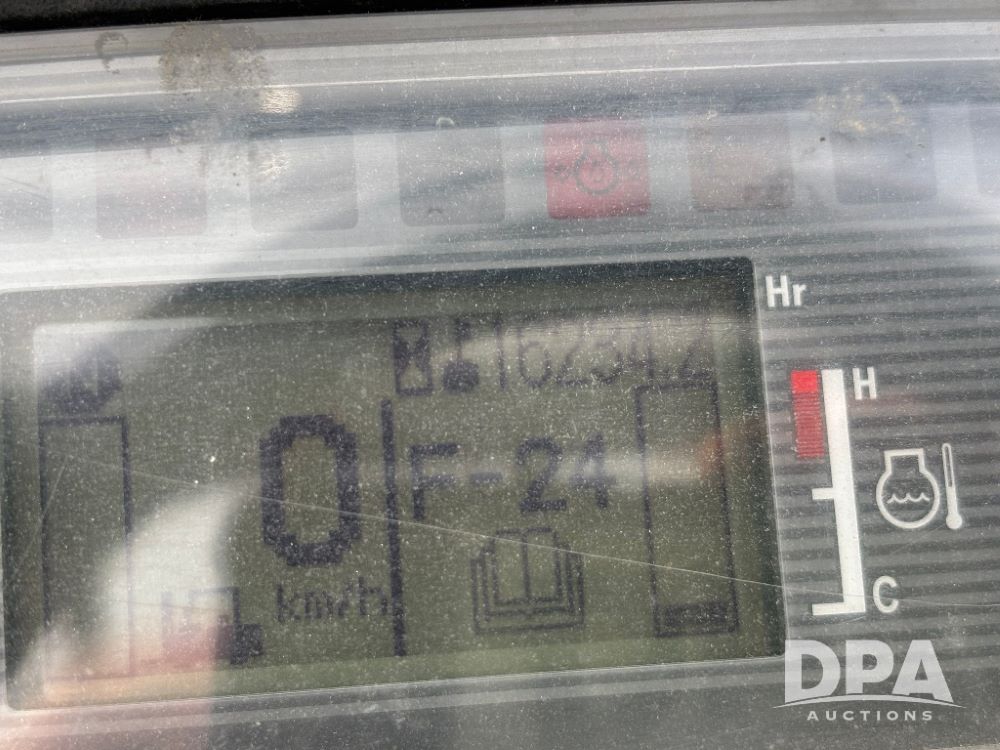 Hr
16234.2
H
0
F-24
km/h
C
DPA
AUCTIONS